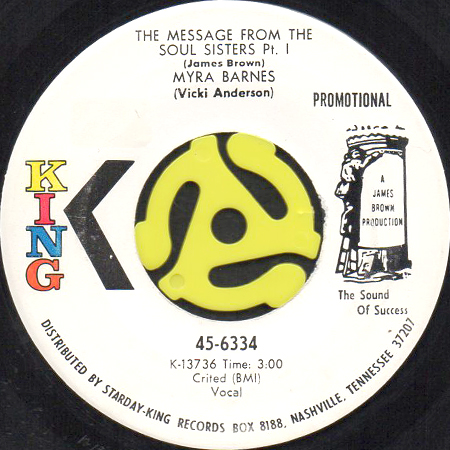 THE MESSAGE FROM THE
SOUL SISTERS Pt. I
(James Brown)
MYRA BARNES
(Vicki Anderson)
PROMOTIONAL
KING
K
A
JAMES
BROWN
PRODUCTION
The Sound
Of Success
45-6334
K-13736 Time: 3:00
Crited (BMI)
Vocal
DISTRIBUTED BY STARDAY-KING RECORDS BOX 8188, NASHVILLE, TENNESSEE 37207